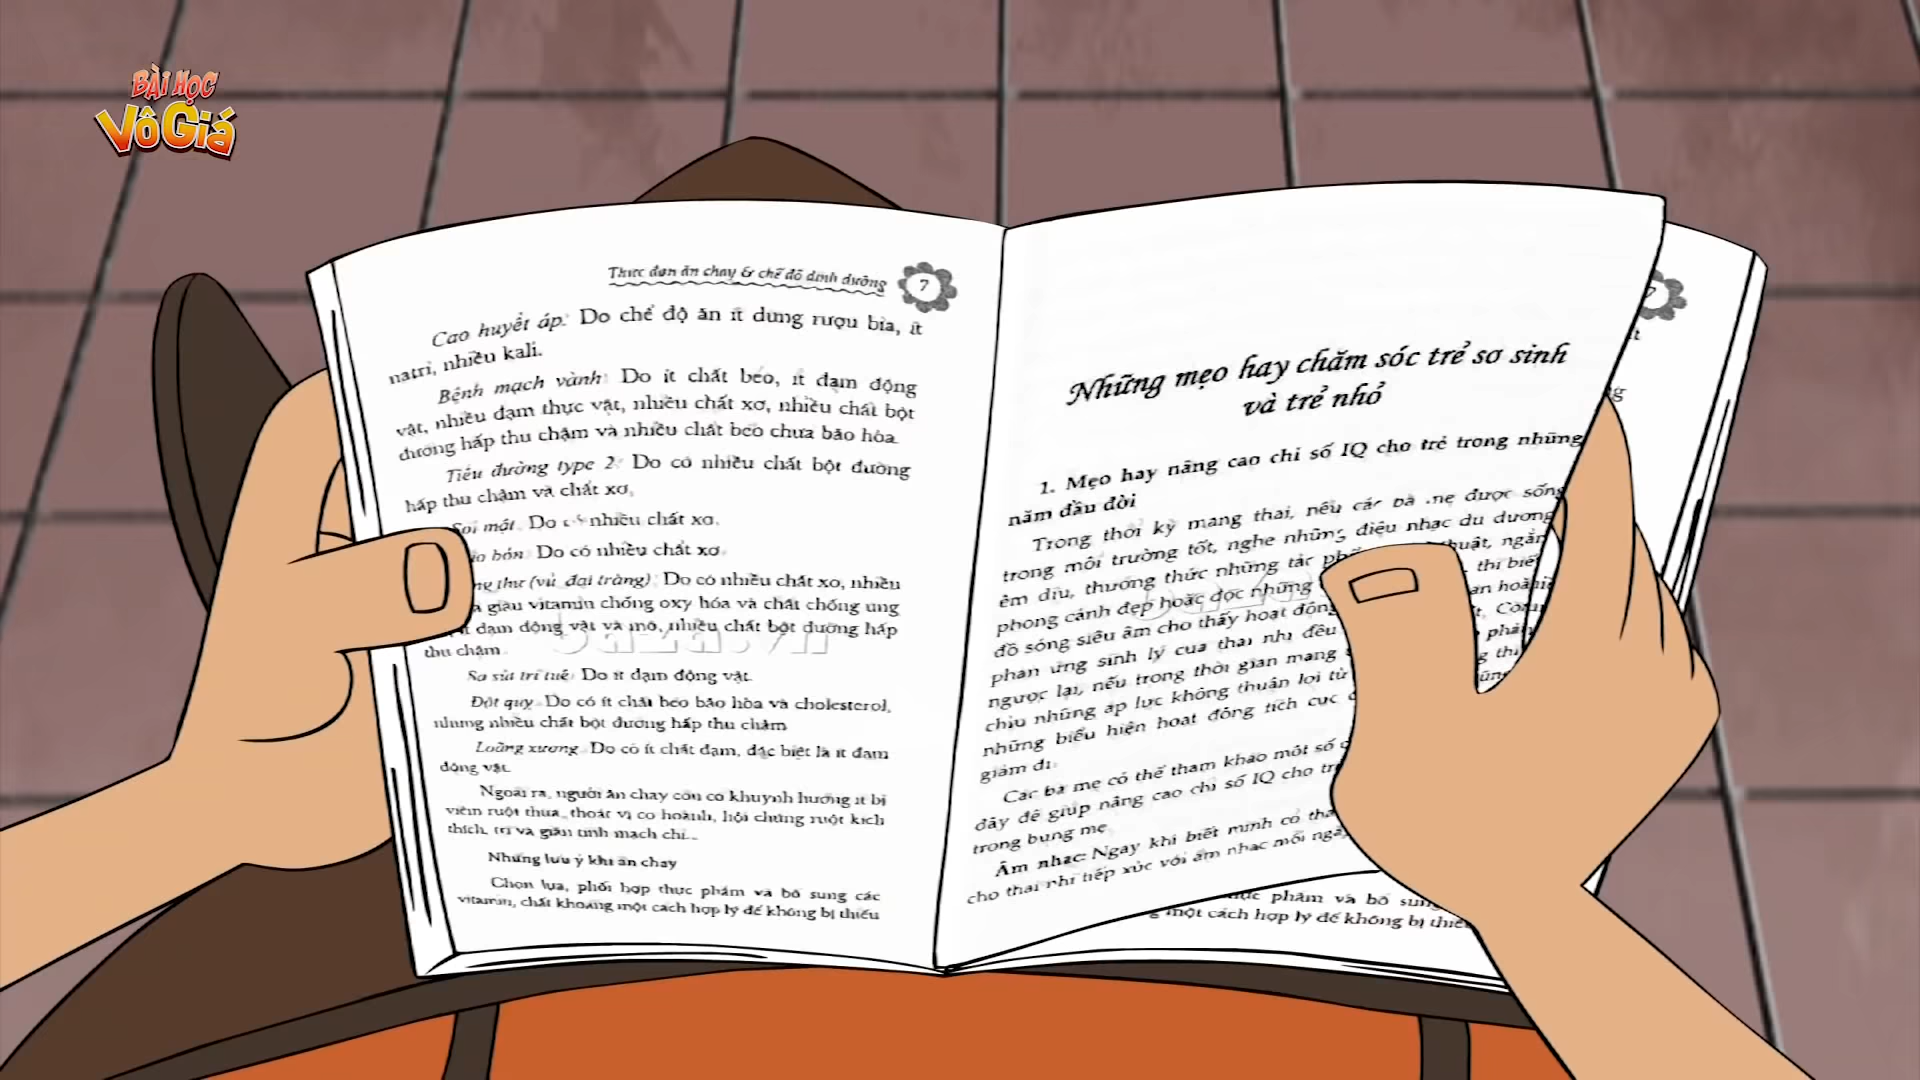 BÀI HỌC
VÔ GIÁ
Thực đơn ăn chay & chế độ dinh dưỡng
7
Cao huyết áp: Do chế độ ăn ít dùng rượu bia, ít
natri, nhiều kali.
Bệnh mạch vành: Do ít chất béo, ít đạm động
vật, nhiều đạm thực vật, nhiều chất xơ, nhiều chất bột
đường hấp thu chậm và nhiều chất béo chưa bão hòa.
Tiểu đường type 2: Do có nhiều chất bột đường
hấp thu chậm và chất xơ.
Sỏi mật: Do có nhiều chất xơ.
bón: Do có nhiều chất xơ.
thư (vú, đại tràng): Do có nhiều chất xơ, nhiều
giàu vitamin chống oxy hóa và chất chống ung
đạm động vật và mỡ, nhiều chất bột đường hấp
thu chậm.
Sa sút trí tuệ: Do ít đạm động vật.
Đột quỵ: Do có ít chất béo bão hòa và cholesterol,
nhưng nhiều chất bột đường hấp thu chậm
Loãng xương: Do có ít chất đạm, đặc biệt là ít đạm
động vật.
Ngoài ra, người ăn chay còn có khuynh hướng ít bị
viêm ruột thừa, thoát vị cơ hoành, hội chứng ruột kích
thích, trĩ và giãn tĩnh mạch chi...
Những lưu ý khi ăn chay
Chọn lựa, phối hợp thực phẩm và bổ sung các
vitamin, chất khoáng một cách hợp lý để không bị thiếu
Những mẹo hay chăm sóc trẻ sơ sinh
và trẻ nhỏ
1. Mẹo hay nâng cao chỉ số IQ cho trẻ trong những
năm đầu đời
Trong thời kỳ mang thai, nếu các bà mẹ được sống
trong môi trường tốt, nghe những điệu nhạc du dương
êm dịu, thưởng thức những tác thuật, ngắm
phong cảnh đẹp hoặc đọc những thì biết
đồ sóng siêu âm cho thấy hoạt động
phản ứng sinh lý của thai nhi đều
ngược lại, nếu trong thời gian mang
chịu những áp lực không thuận lợi từ
những biểu hiện hoạt động tích cực
giảm đi.
Các bà mẹ có thể tham khảo một số
đây để giúp nâng cao chỉ số IQ cho
trong bụng mẹ.
Âm nhạc: Ngay khi biết mình có
cho thai nhi tiếp xúc với âm nhạc mỗi
phẩm và bổ
một cách hợp lý để không bị